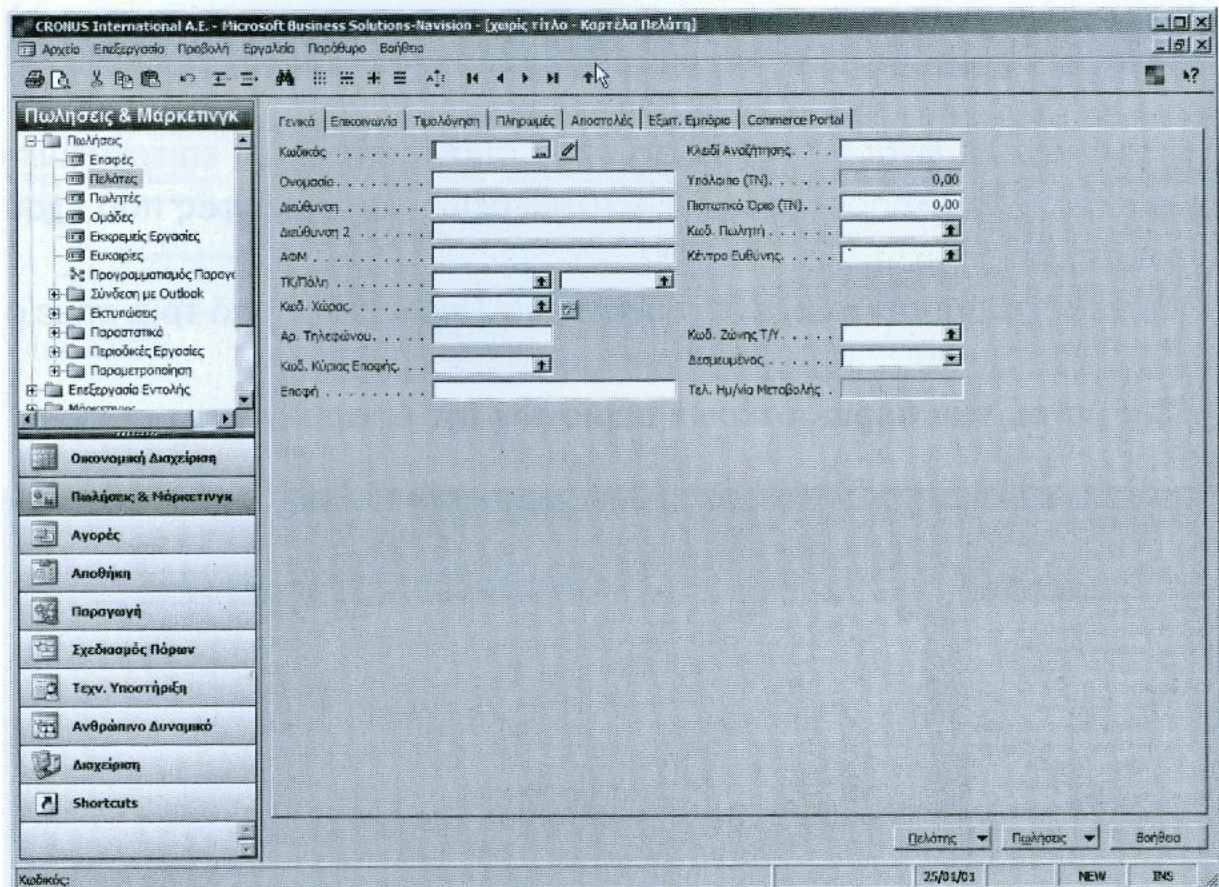 CRONUS International A.E. - Microsoft Business Solutions-Navision - [χωρίς τίτλο - Καρτέλα Πελάτη]
Αρχείο Επεξεργασία Προβολή Εργαλεία Παράθυρο Βοήθεια
Πωλήσεις & Μάρκετινγκ
Πωλήσεις
Επαφές
Πελάτες
Πωλητές
Ομάδες
Εκκρεμείς Εργασίες
Ευκαιρίες
Προγραμματισμός Παραγω
Σύνδεση με Outlook
Εκτυπώσεις
Παραστατικά
Περιοδικές Εργασίες
Παραμετροποίηση
Επεξεργασία Εντολής
Μάρκετινγκ
Οικονομική Διαχείριση
Πωλήσεις & Μάρκετινγκ
Αγορές
Αποθήκη
Παραγωγή
Σχεδιασμός Πόρων
Τεχν. Υποστήριξη
Ανθρώπινο Δυναμικό
Διαχείριση
Shortcuts
Γενικά Επικοινωνία Τιμολόγηση Πληρωμές Αποστολές Εξωτ. Εμπόριο Commerce Portal
Κωδικός . . . . . . . .
Ονομασία . . . . . . . .
Διεύθυνση . . . . . . .
Διεύθυνση 2 . . . . . .
ΑΦΜ . . . . . . . . . .
ΤΚ/Πόλη . . . . . . . .
Κωδ. Χώρας. . . . . . .
Αρ. Τηλεφώνου. . . . .
Κωδ. Κύριας Επαφής. . .
Επαφή . . . . . . . . .
Κλειδί Αναζήτησης. . . .
Υπόλοιπο (ΤΝ). . . . . . 0,00
Πιστωτικό Όριο (ΤΝ). . . 0,00
Κωδ. Πωλητή . . . . . .
Κέντρο Ευθύνης. . . . .
Κωδ. Ζώνης Τ/Υ. . . . .
Δεσμευμένος . . . . . .
Τελ. Ημ/νία Μεταβολής .
Πελάτης Πωλήσεις Βοήθεια
Κωδικός: 25/01/01 NEW INS